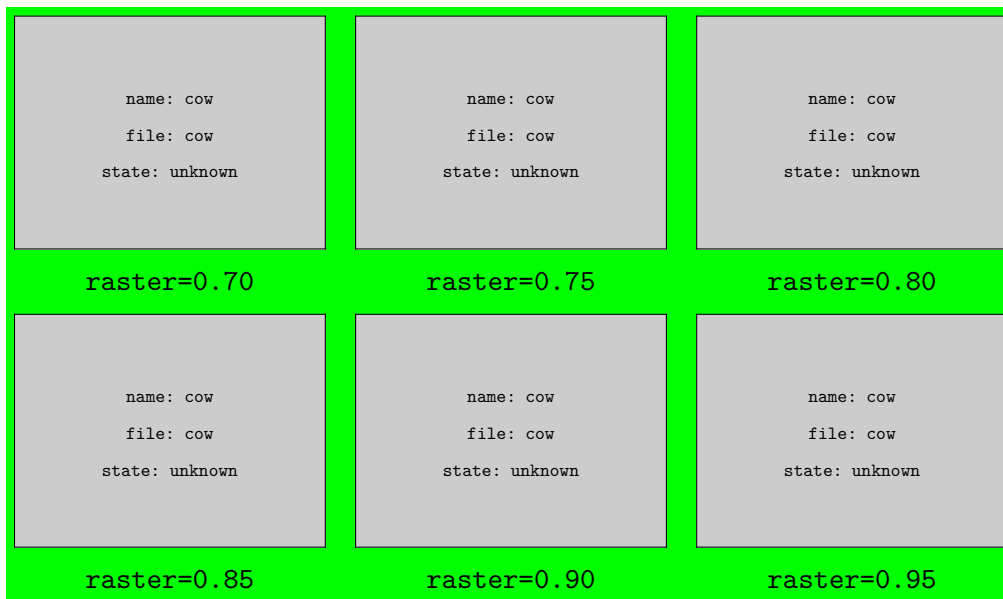 name: cow
file: cow
state: unknown
name: cow
file: cow
state: unknown
name: cow
file: cow
state: unknown
raster=0.70
raster=0.75
raster=0.80
name: cow
file: cow
state: unknown
name: cow
file: cow
state: unknown
name: cow
file: cow
state: unknown
raster=0.85
raster=0.90
raster=0.95